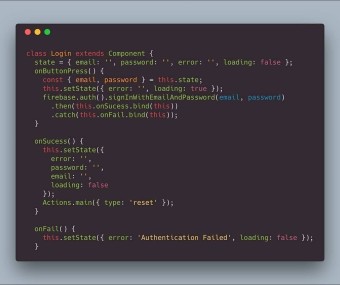 class Login extends Component {
  state = { email: '', password: '', error: '', loading: false };
  onButtonPress() {
    const { email, password } = this.state;
    this.setState({ error: '', loading: true });
    firebase.auth().signInWithEmailAndPassword(email, password)
      .then(this.onSucess.bind(this))
      .catch(this.onFail.bind(this));
  }

  onSucess() {
    this.setState({
      error: '',
      password: '',
      email: '',
      loading: false
    });
    Actions.main({ type: 'reset' });
  }

  onFail() {
    this.setState({ error: 'Authentication Failed', loading: false });
  }